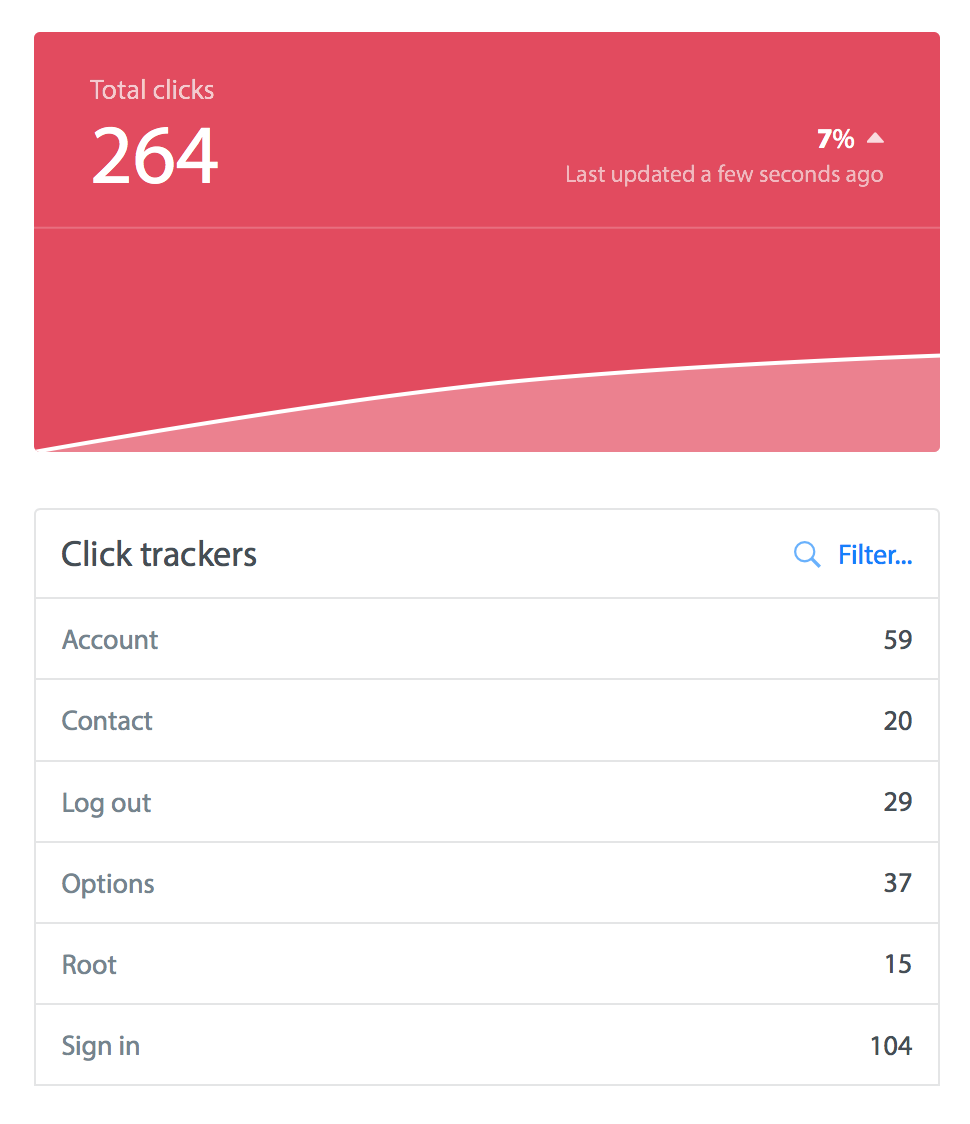 Total clicks
264
7%
Last updated a few seconds ago
Click trackers
Filter...
Account 59
Contact 20
Log out 29
Options 37
Root 15
Sign in 104